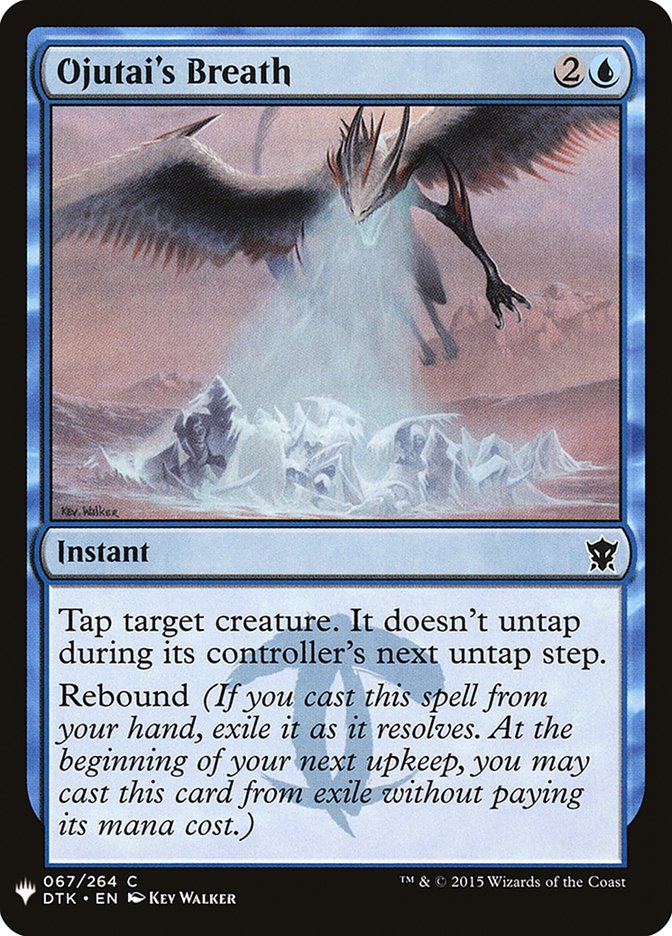 Ojutai's Breath 2
Kev. Walker
Instant
Tap target creature. It doesn't untap
during its controller's next untap step.
Rebound (If you cast this spell from
your hand, exile it as it resolves. At the
beginning of your next upkeep, you may
cast this card from exile without paying
its mana cost.)
067/264 C
™ & © 2015 Wizards of the Coast
DTK • EN Kev Walker